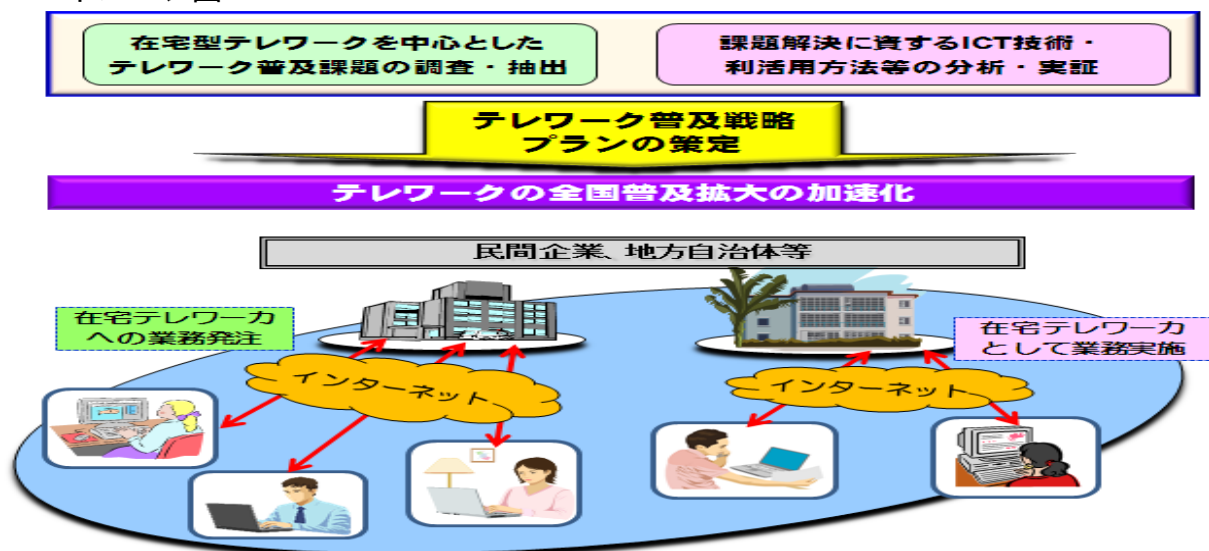 在宅型テレワークを中心とした
テレワーク普及課題の調査・抽出
課題解決に資するICT技術・
利活用方法等の分析・実証
テレワーク普及戦略
プランの策定
テレワークの全国普及拡大の加速化
民間企業、地方自治体等
在宅テレワーカ
への業務発注
在宅テレワーカ
として業務実施
インターネット
インターネット